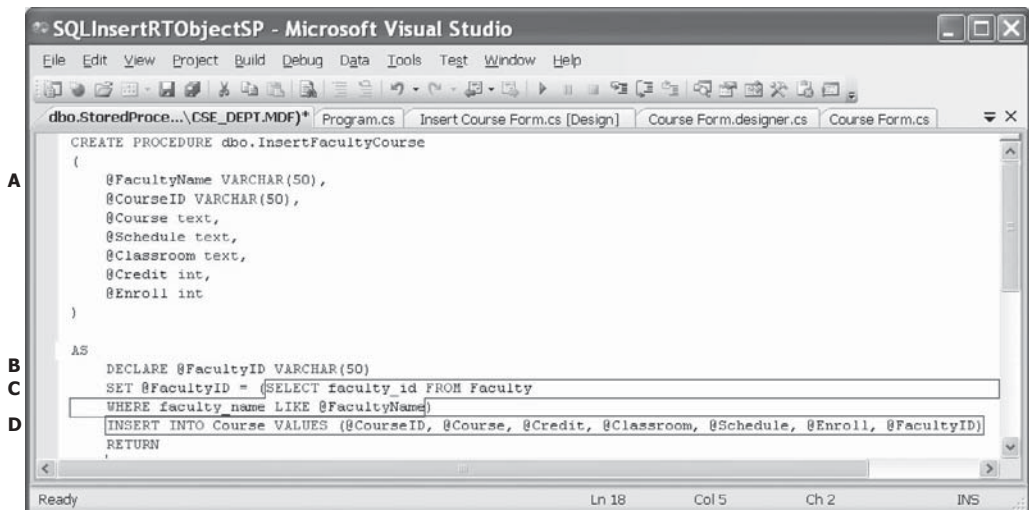 SQLInsertRTObjectSP - Microsoft Visual Studio
File Edit View Project Build Debug Data Tools Test Window Help
dbo.StoredProce...\CSE_DEPT.MDF)* Program.cs Insert Course Form.cs [Design] Course Form.designer.cs Course Form.cs
CREATE PROCEDURE dbo.InsertFacultyCourse
(
A @FacultyName VARCHAR(50),
@CourseID VARCHAR(50),
@Course text,
@Schedule text,
@Classroom text,
@Credit int,
@Enroll int
)
AS
B DECLARE @FacultyID VARCHAR(50)
C SET @FacultyID = (SELECT faculty_id FROM Faculty
WHERE faculty_name LIKE @FacultyName)
D INSERT INTO Course VALUES (@CourseID, @Course, @Credit, @Classroom, @Schedule, @Enroll, @FacultyID)
RETURN
Ready Ln 18 Col 5 Ch 2 INS